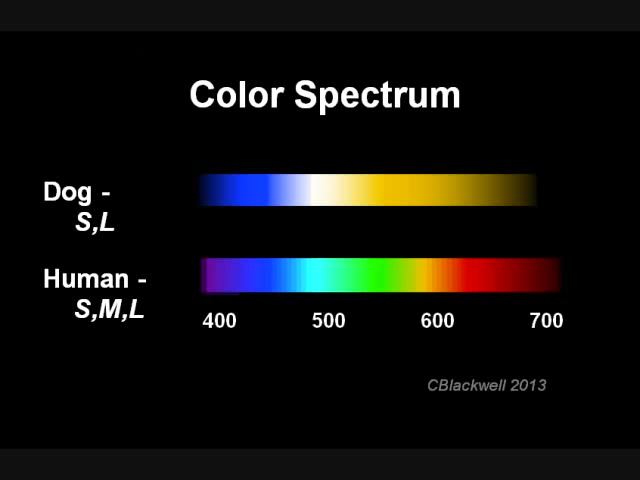 Color Spectrum
Dog -
S,L
Human -
S,M,L
400 500 600 700
CBlackwell 2013